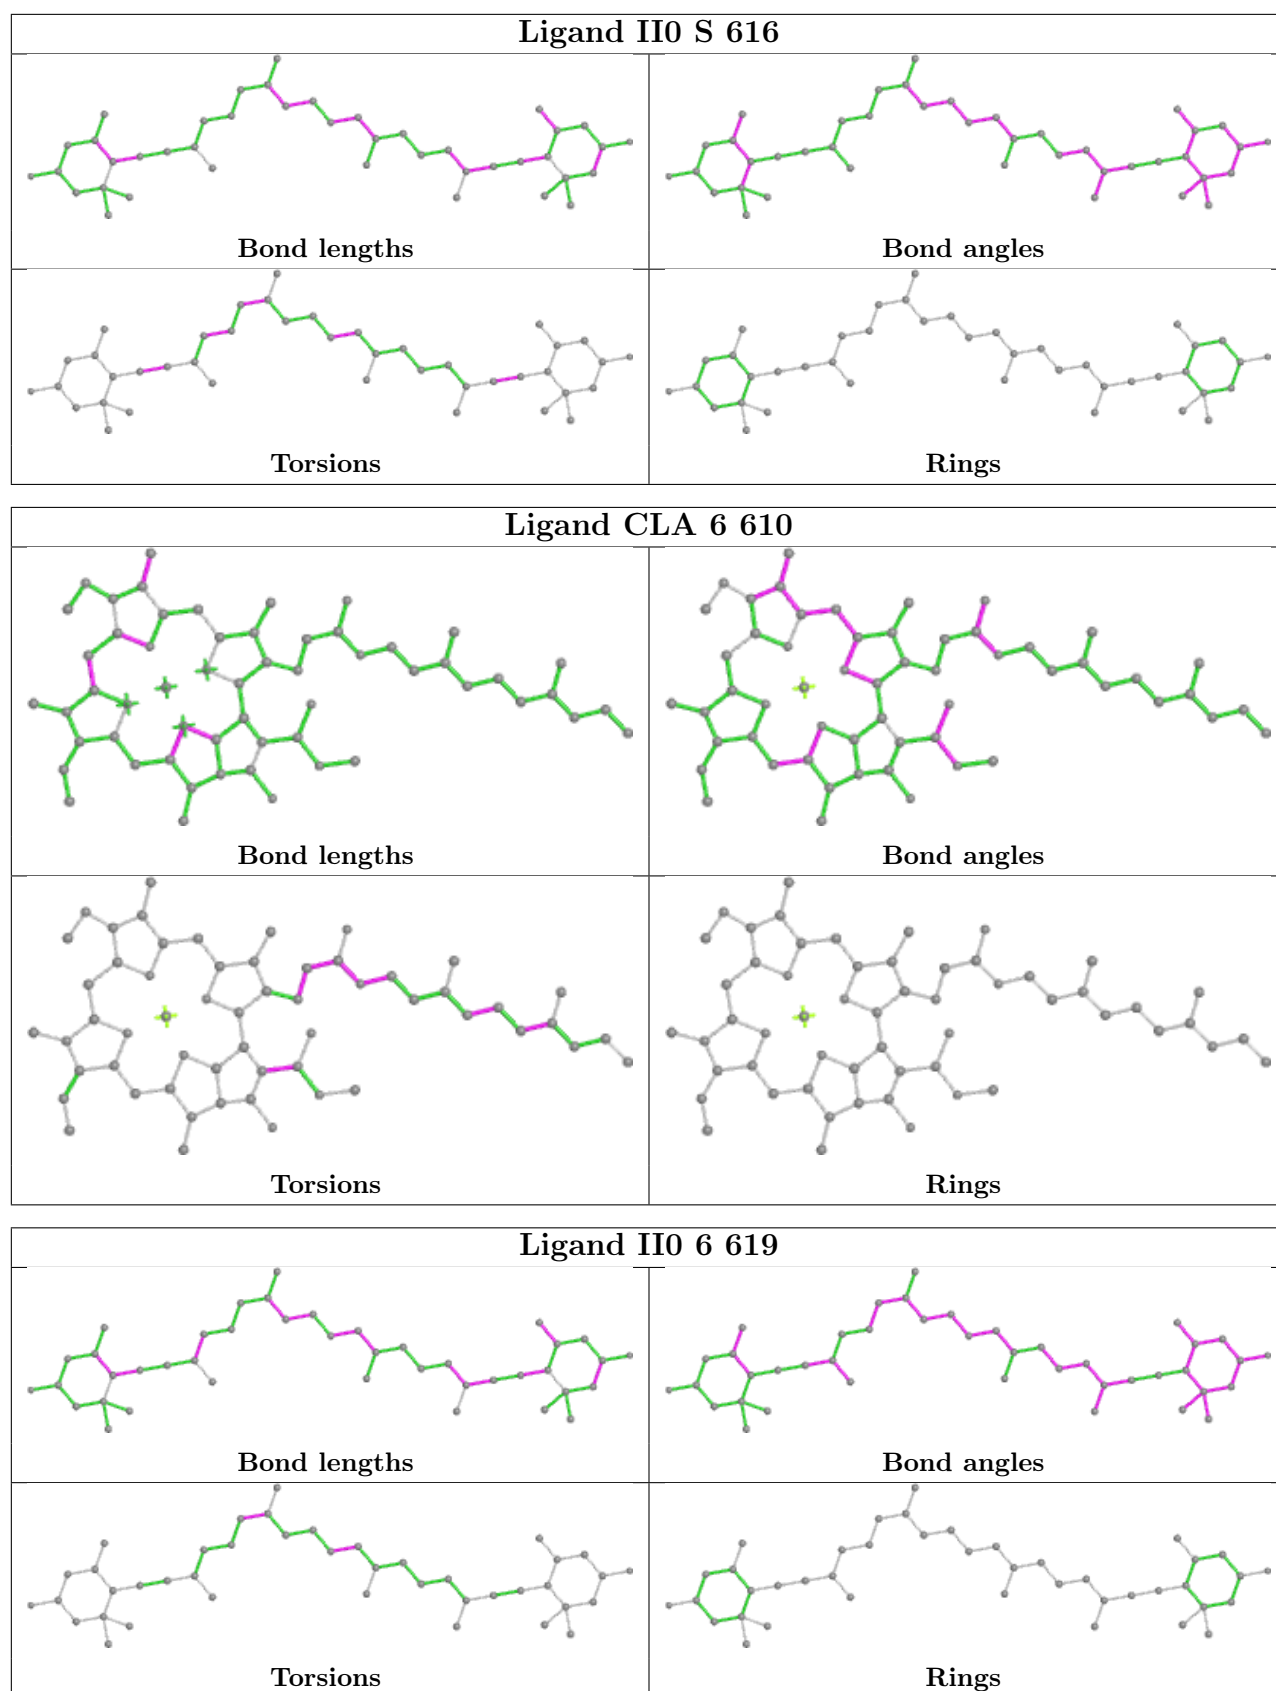 Ligand II0 S 616
Bond lengths
Bond angles
Torsions
Rings
Ligand CLA 6 610
Bond lengths
Bond angles
Torsions
Rings
Ligand II0 6 619
Bond lengths
Bond angles
Torsions
Rings